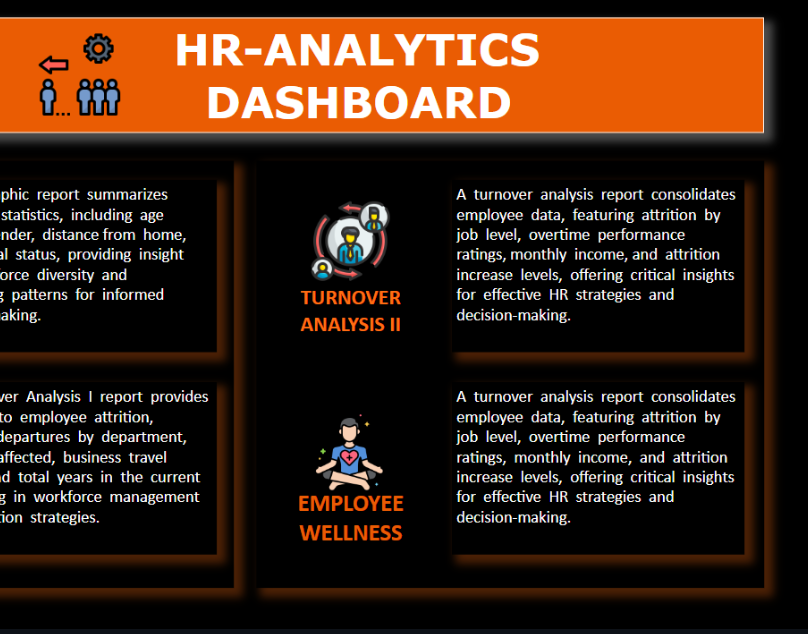 HR-ANALYTICS
DASHBOARD
phic report summarizes
statistics, including age
ender, distance from home,
al status, providing insight
force diversity and
g patterns for informed
aking.
TURNOVER
ANALYSIS II
A turnover analysis report consolidates
employee data, featuring attrition by
job level, overtime performance
ratings, monthly income, and attrition
increase levels, offering critical insights
for effective HR strategies and
decision-making.
ver Analysis I report provides
to employee attrition,
departures by department,
affected, business travel
nd total years in the current
g in workforce management
tion strategies.
EMPLOYEE
WELLNESS
A turnover analysis report consolidates
employee data, featuring attrition by
job level, overtime performance
ratings, monthly income, and attrition
increase levels, offering critical insights
for effective HR strategies and
decision-making.